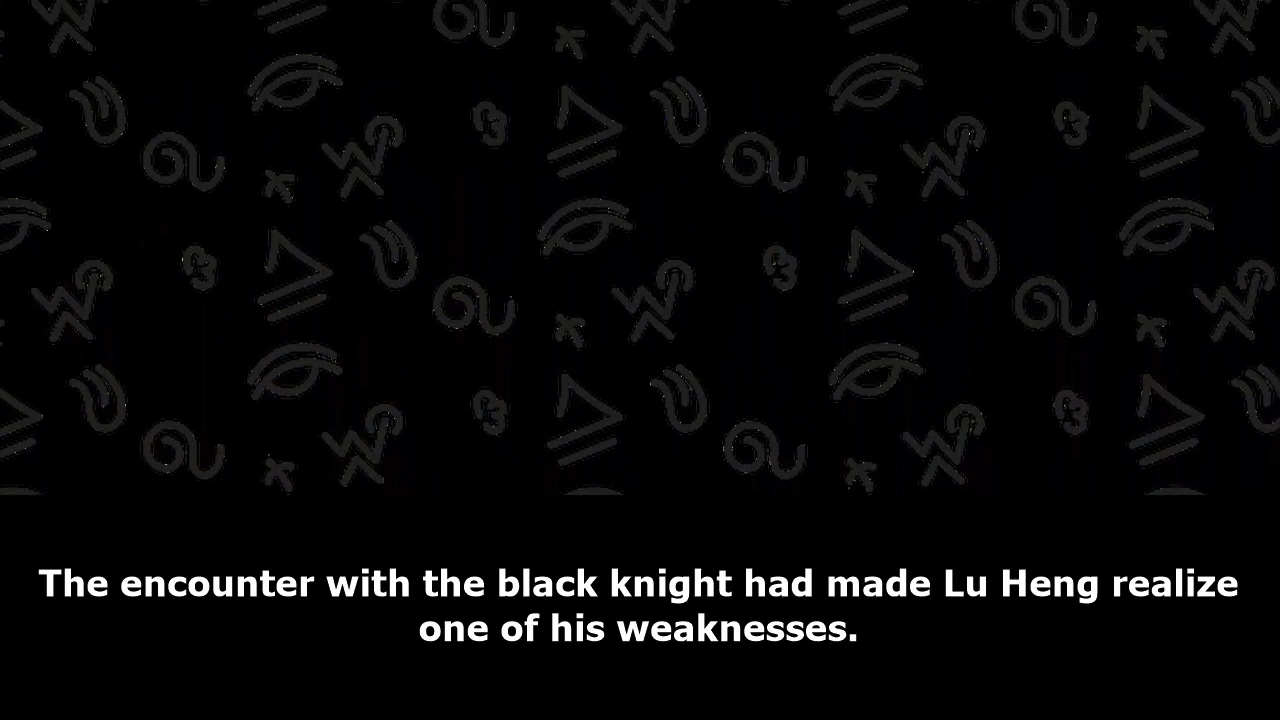 The encounter with the black knight had made Lu Heng realize
one of his weaknesses.